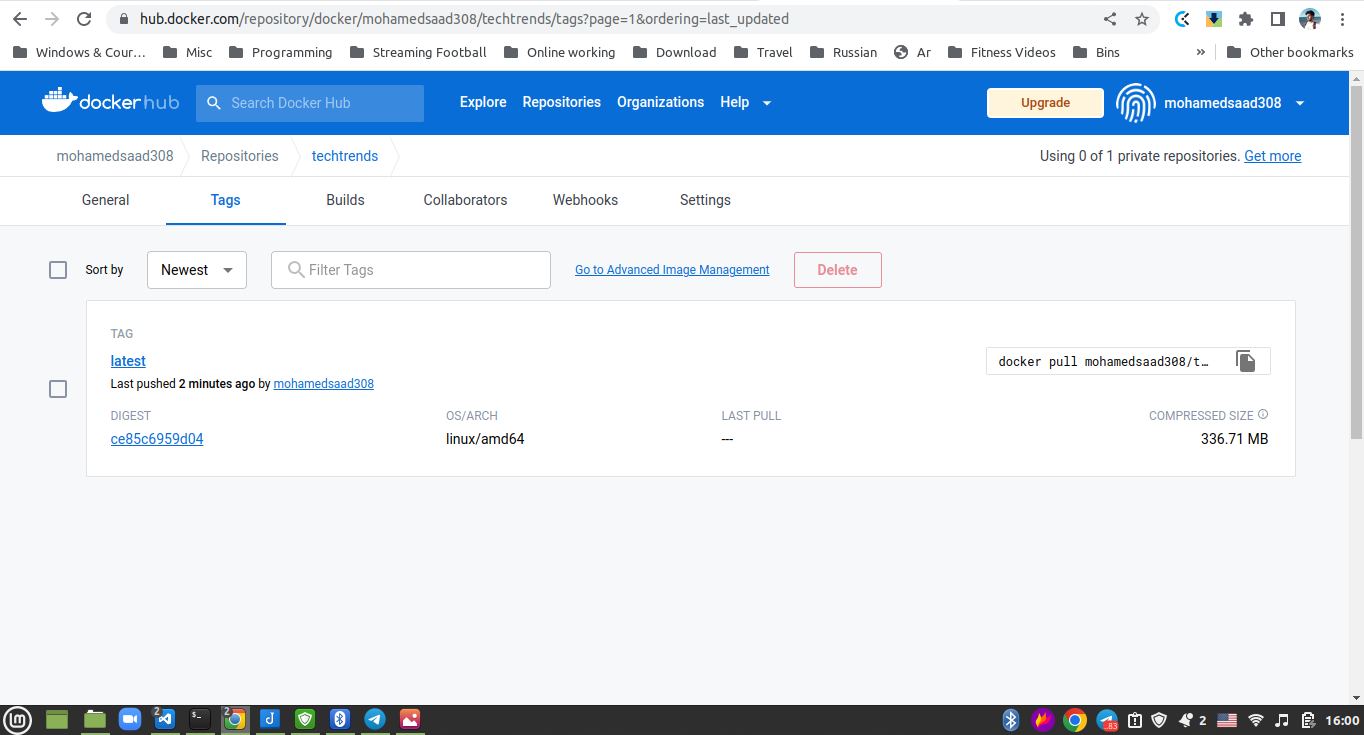 hub.docker.com/repository/docker/mohamedsaad308/techtrends/tags?page=1&ordering=last_updated
Windows & Cour… Misc Programming Streaming Football Online working Download Travel Russian Ar Fitness Videos Bins » Other bookmarks
dockerhub Search Docker Hub Explore Repositories Organizations Help Upgrade mohamedsaad308
mohamedsaad308 Repositories techtrends Using 0 of 1 private repositories. Get more
General Tags Builds Collaborators Webhooks Settings
Sort by Newest Filter Tags Go to Advanced Image Management Delete
TAG
latest docker pull mohamedsaad308/t…
Last pushed 2 minutes ago by mohamedsaad308
DIGEST OS/ARCH LAST PULL COMPRESSED SIZE
ce85c6959d04 linux/amd64 --- 336.71 MB
2 2 83 2 16:00